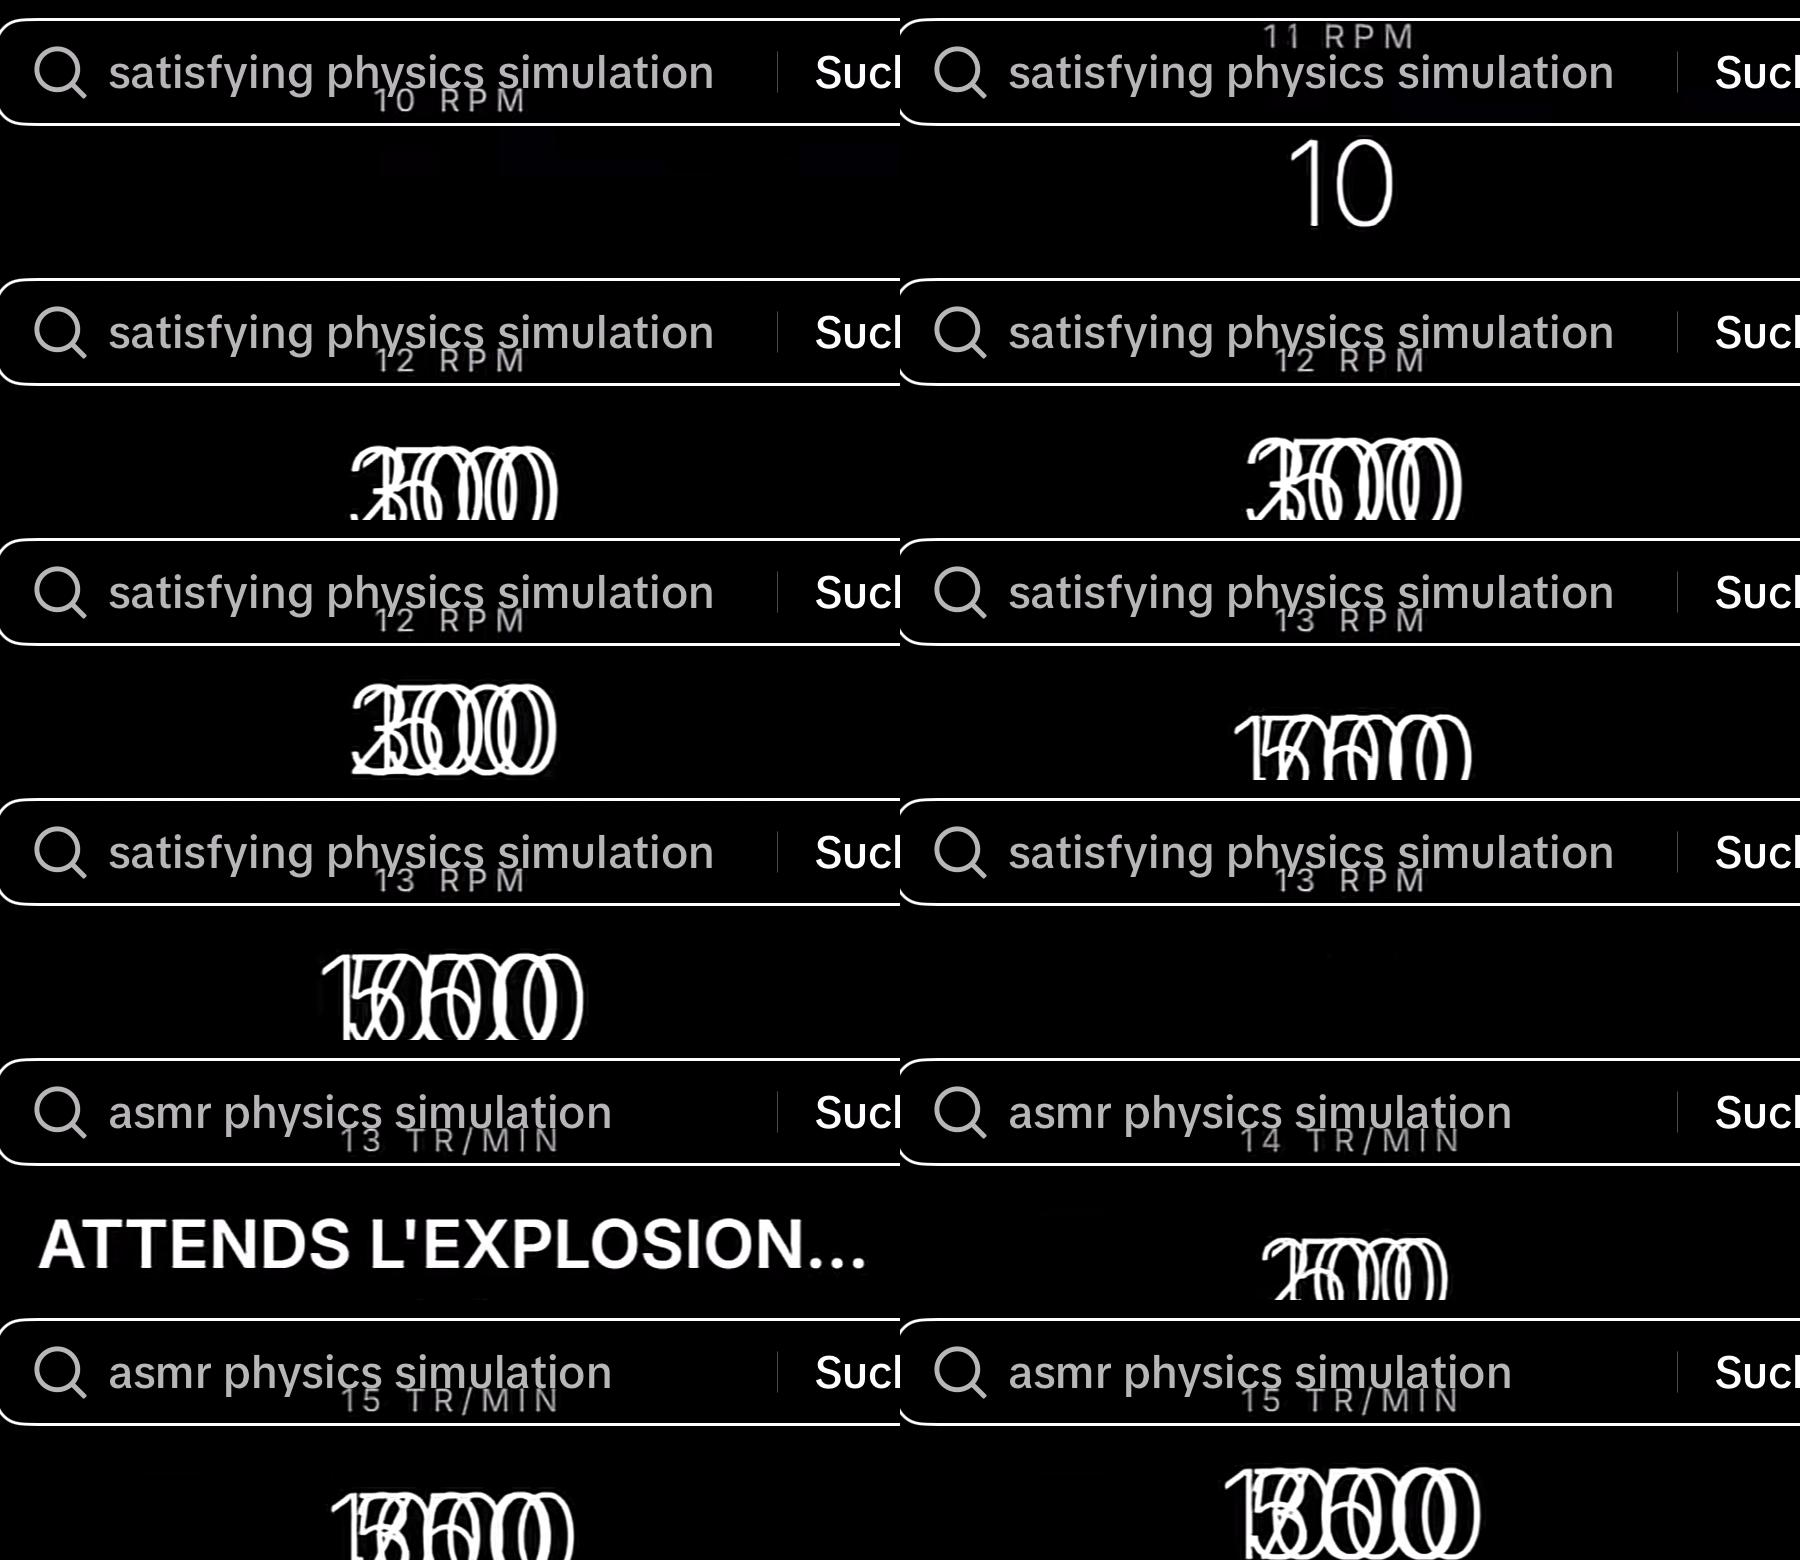 satisfying physics simulation Sucl
10 RPM
11 RPM
satisfying physics simulation Sucl
10
satisfying physics simulation Sucl
12 RPM
satisfying physics simulation Sucl
12 RPM
satisfying physics simulation Sucl
12 RPM
satisfying physics simulation Sucl
13 RPM
satisfying physics simulation Sucl
13 RPM
satisfying physics simulation Sucl
13 RPM
asmr physics simulation Sucl
13 TR/MIN
ATTENDS L'EXPLOSION...
asmr physics simulation Sucl
14 TR/MIN
asmr physics simulation Sucl
15 TR/MIN
asmr physics simulation Sucl
15 TR/MIN